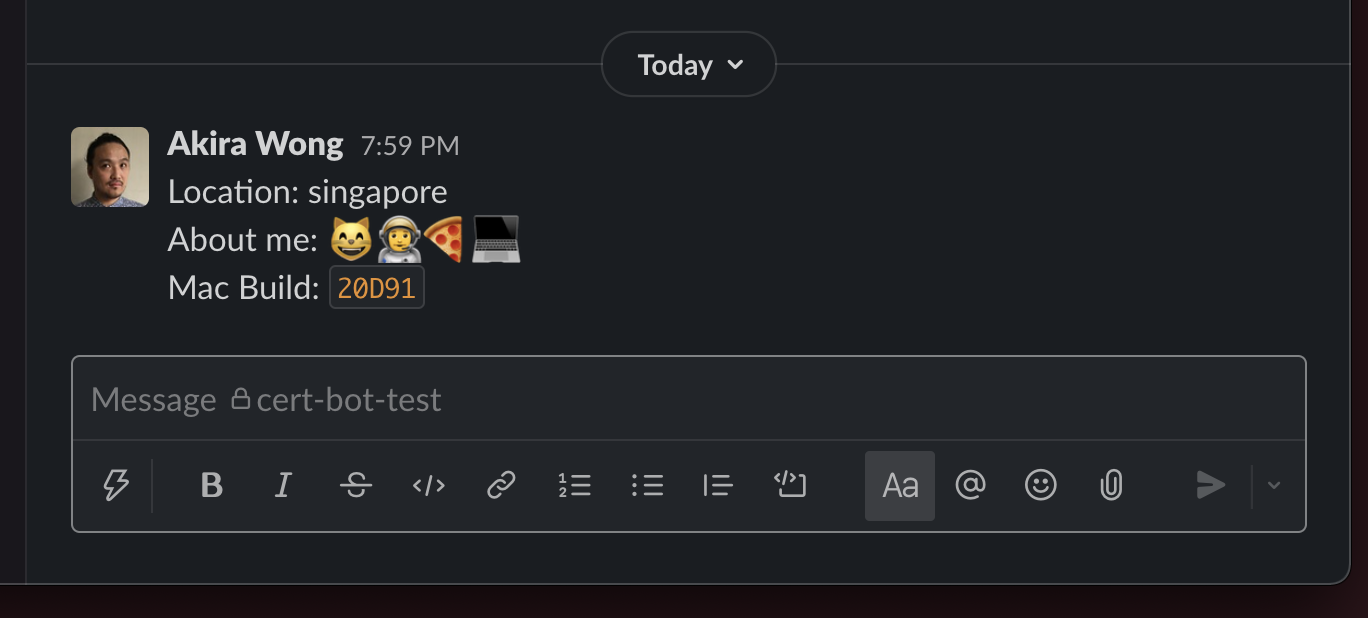 Today
Akira Wong 7:59 PM
Location: singapore
About me: 😸🧑‍🚀🍕💻
Mac Build: 20D91
Message cert-bot-test
B I S </> Aa @